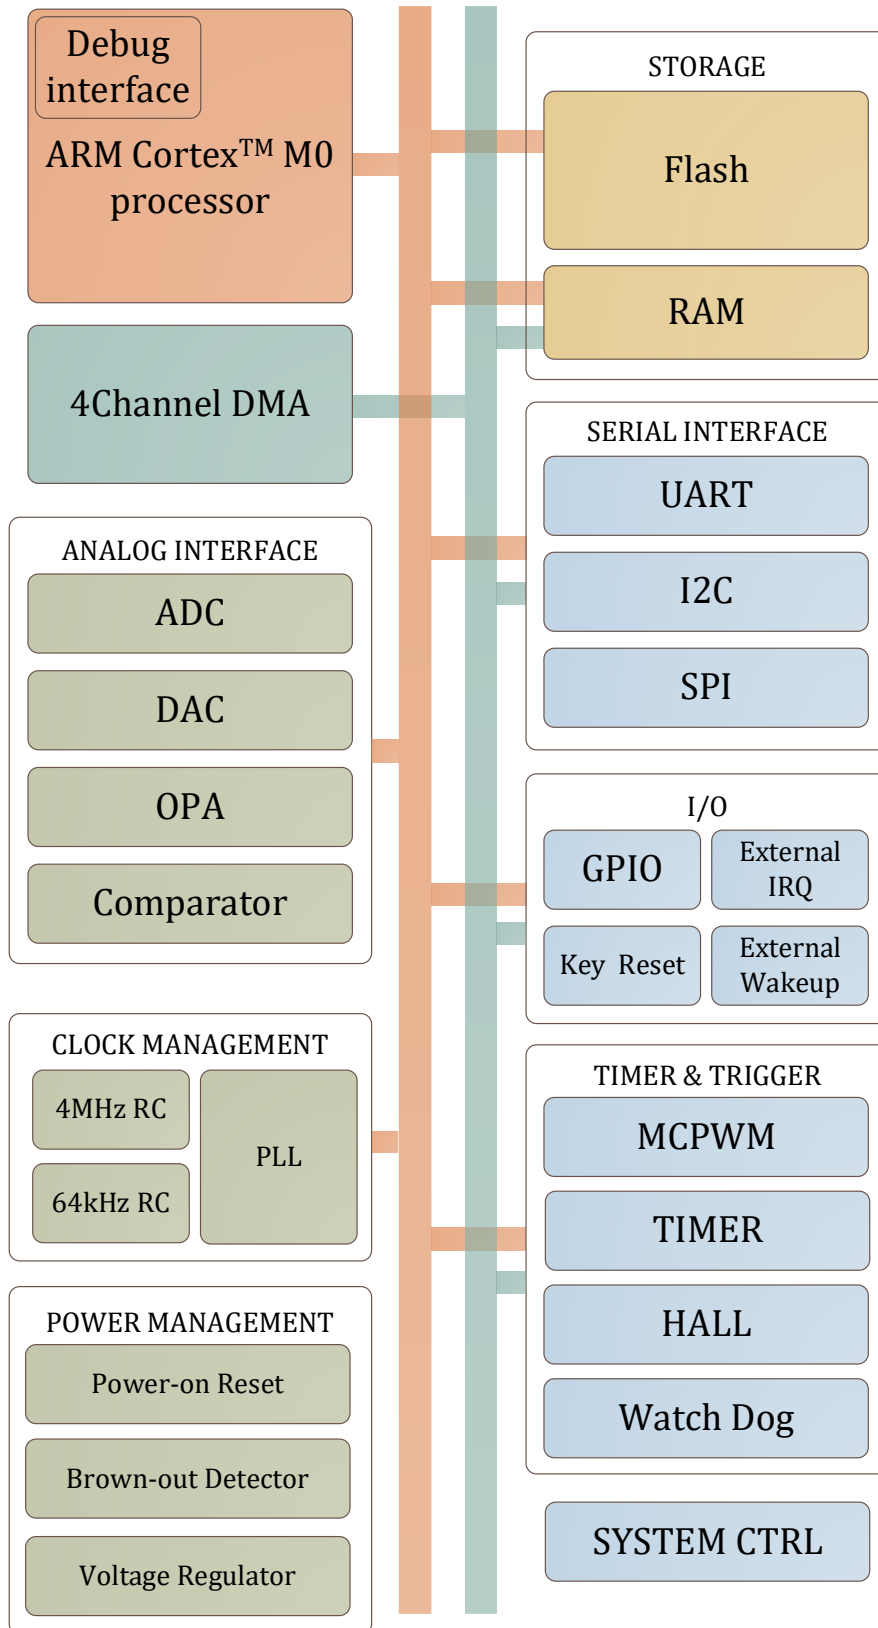 Debug
interface
ARM Cortex™ M0
processor
4Channel DMA
ANALOG INTERFACE
ADC
DAC
OPA
Comparator
CLOCK MANAGEMENT
4MHz RC
64kHz RC
PLL
POWER MANAGEMENT
Power-on Reset
Brown-out Detector
Voltage Regulator
STORAGE
Flash
RAM
SERIAL INTERFACE
UART
I2C
SPI
I/O
GPIO
External
IRQ
Key Reset
External
Wakeup
TIMER & TRIGGER
MCPWM
TIMER
HALL
Watch Dog
SYSTEM CTRL